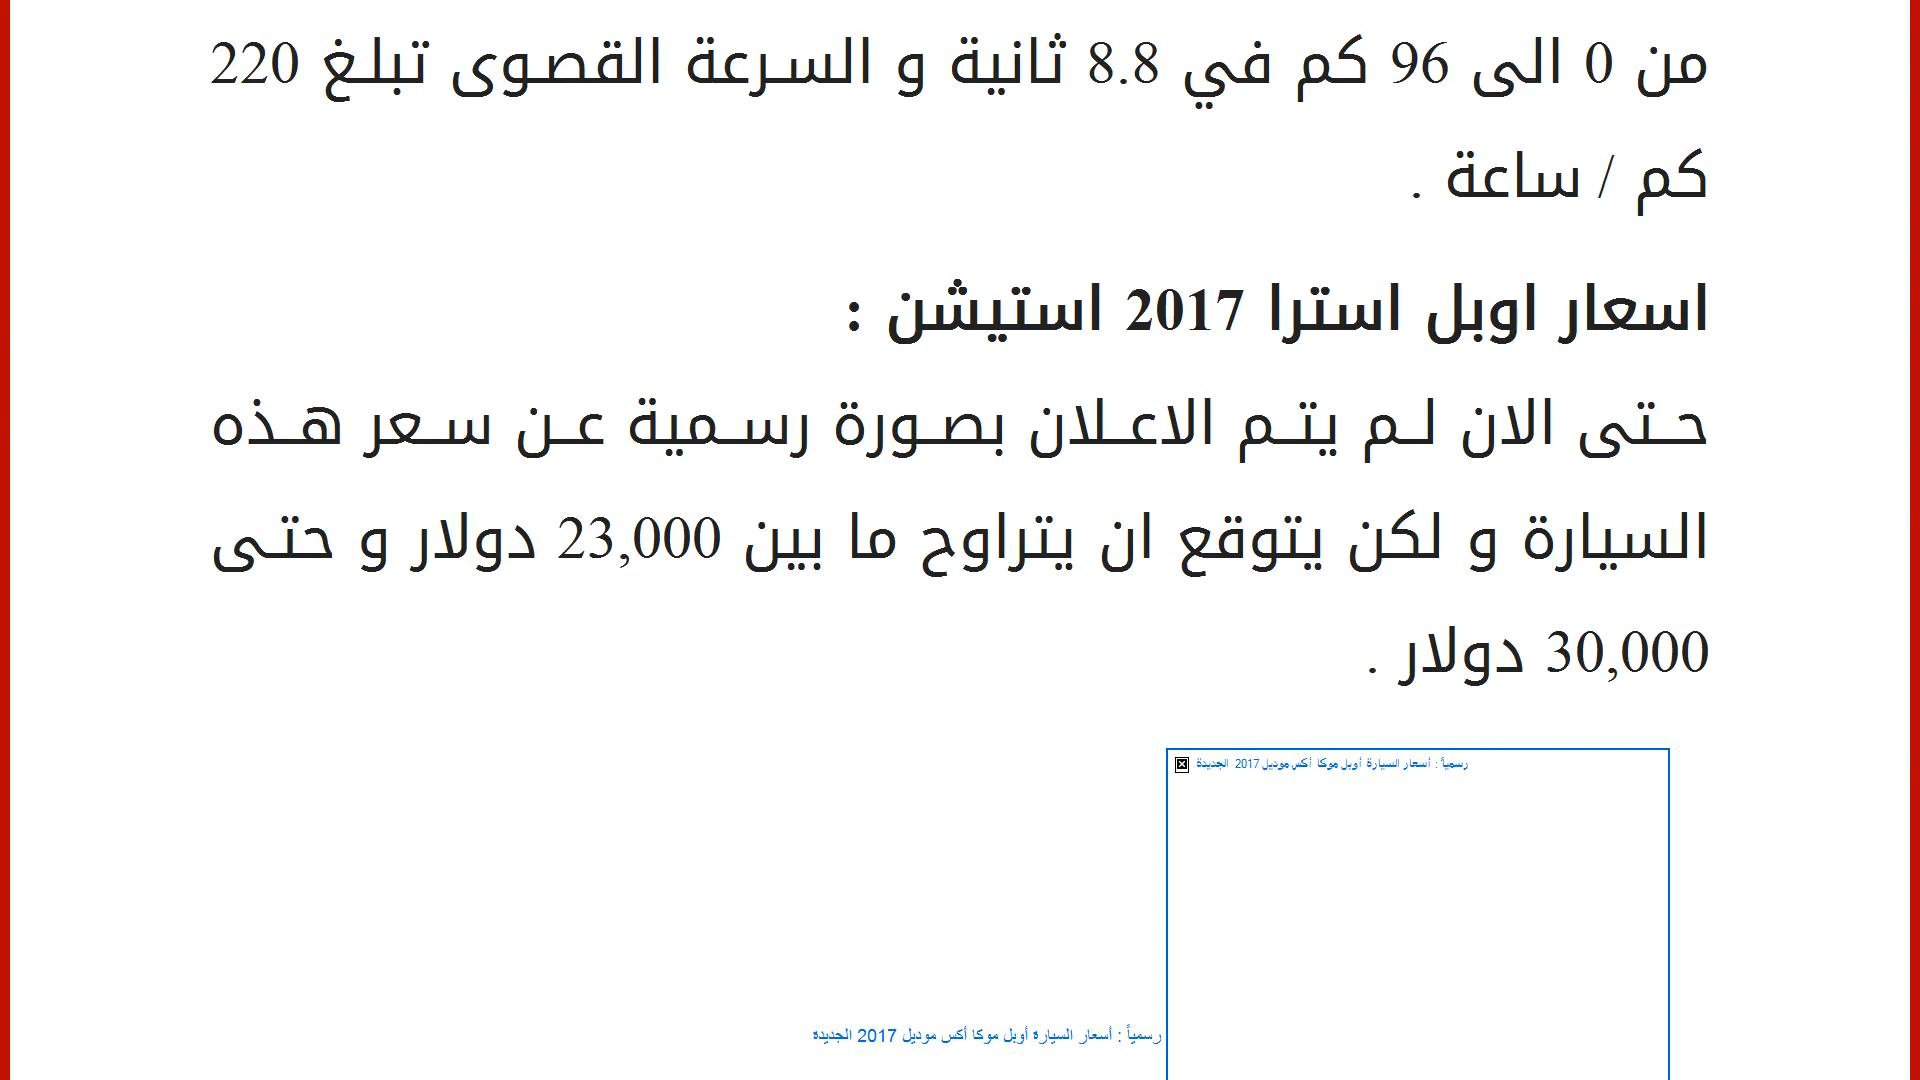 من 0 الى 96 كم في 8.8 ثانية و السرعة القصوى تبلغ 220
كم / ساعة .
اسعار اوبل استرا 2017 استيشن :
حتى الان لم يتم الاعلان بصورة رسمية عن سعر هذه
السيارة و لكن يتوقع ان يتراوح ما بين 23,000 دولار و حتى
30,000 دولار .
رسمياً : أسعار السيارة أوبل موكا أكس موديل 2017 الجديدة
رسمياً : أسعار السيارة أوبل موكا أكس موديل 2017 الجديدة